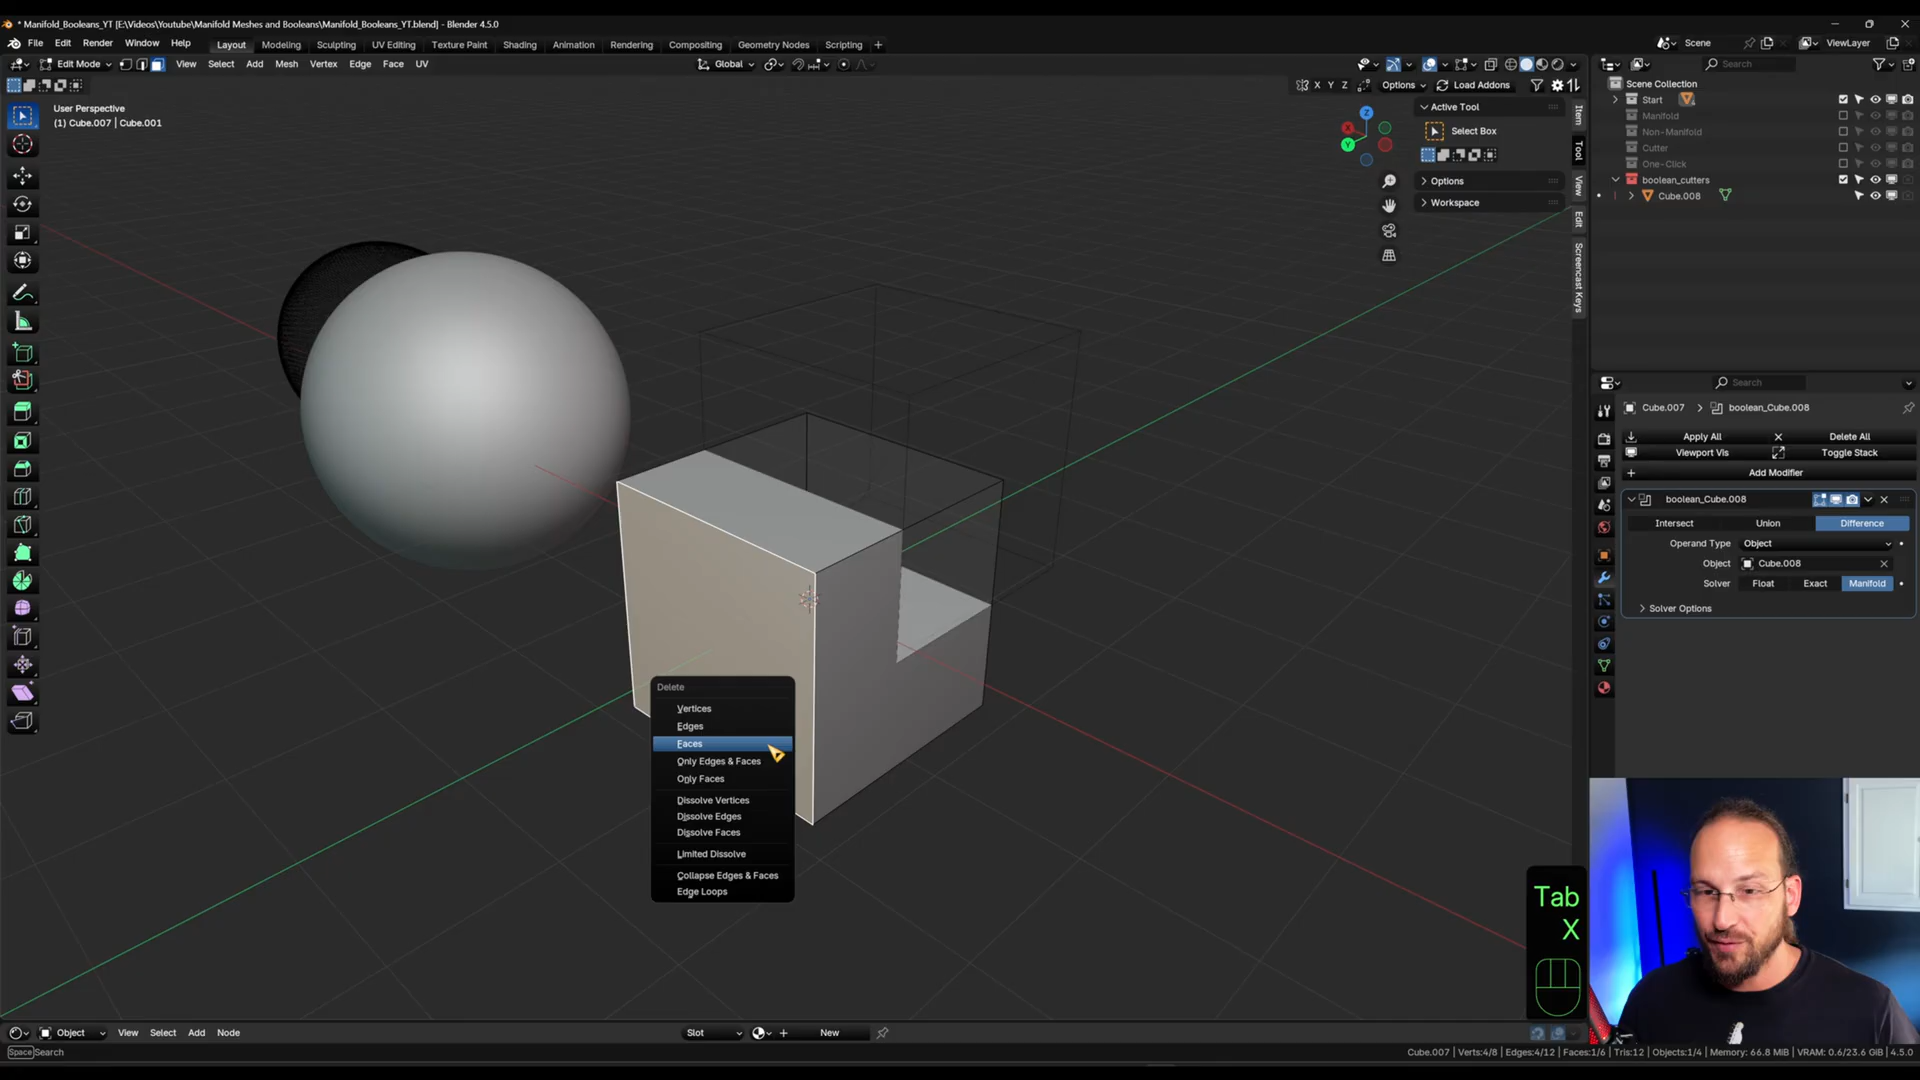 * Manifold_Booleans_YT [E:\Videos\Youtube\Manifold Meshes and Booleans\Manifold_Booleans_YT.blend] - Blender 4.5.0
File Edit Render Window Help Layout Modeling Sculpting UV Editing Texture Paint Shading Animation Rendering Compositing Geometry Nodes Scripting + Scene ViewLayer
Edit Mode View Select Add Mesh Vertex Edge Face UV Global Search
X Y Z Options Load Addons
User Perspective
(1) Cube.007 | Cube.001
Active Tool
Select Box
Options
Workspace
Item
Tool
View
Edit
Screencast Keys
X
Y
Z
Scene Collection
Start
Manifold
Non-Manifold
Cutter
One-Click
boolean_cutters
Cube.008
Search
Cube.007 > boolean_Cube.008
Apply All Delete All
Viewport Vis Toggle Stack
Add Modifier
boolean_Cube.008
Intersect Union Difference
Operand Type Object
Object Cube.008
Solver Float Exact Manifold
Solver Options
Delete
Vertices
Edges
Faces
Only Edges & Faces
Only Faces
Dissolve Vertices
Dissolve Edges
Dissolve Faces
Limited Dissolve
Collapse Edges & Faces
Edge Loops
Tab
X
Object View Select Add Node Slot New
Space Search
Cube.007 | Verts:4/8 | Edges:4/12 | Faces:1/6 | Tris:12 | Objects:1/4 | Memory: 66.8 MiB | VRAM: 0.6/23.6 GiB | 4.5.0